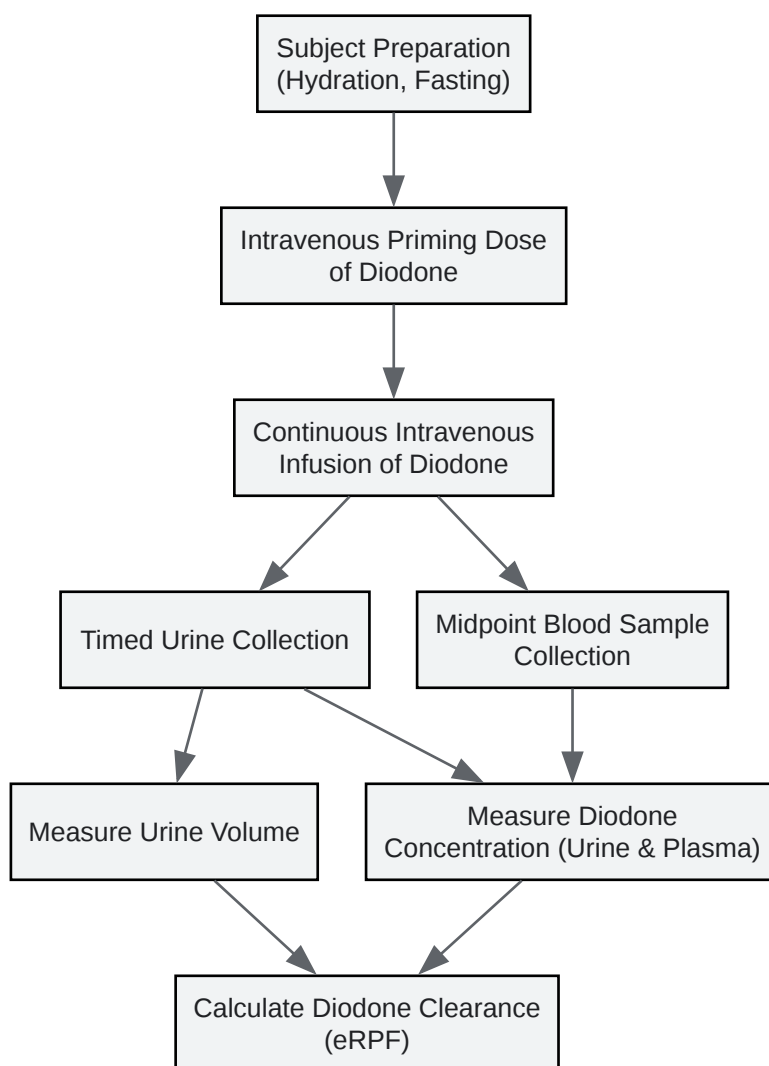 Subject Preparation
(Hydration, Fasting)
Intravenous Priming Dose
of Diodone
Continuous Intravenous
Infusion of Diodone
Timed Urine Collection
Midpoint Blood Sample
Collection
Measure Urine Volume
Measure Diodone
Concentration (Urine & Plasma)
Calculate Diodone Clearance
(eRPF)